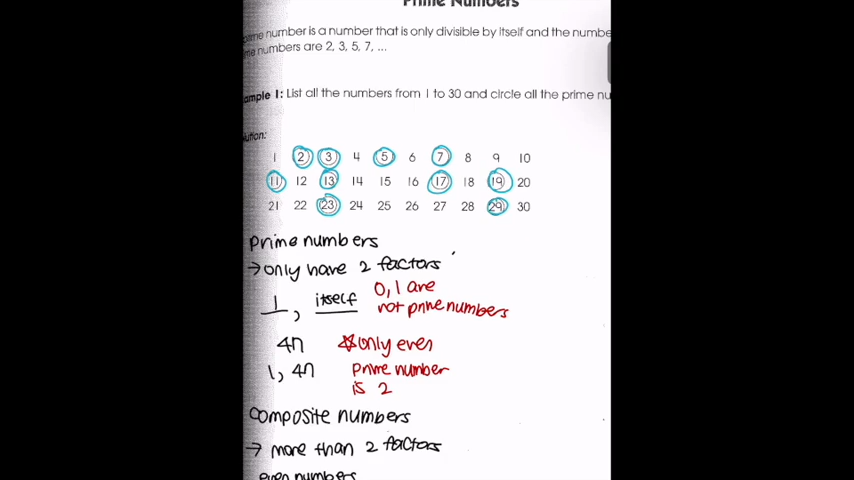 Prime Numbers
prime number is a number that is only divisible by itself and the numbe
me numbers are 2, 3, 5, 7, ...
ample 1: List all the numbers from 1 to 30 and circle all the prime nu
lution:
1 2 3 4 5 6 7 8 9 10
11 12 13 14 15 16 17 18 19 20
21 22 23 24 25 26 27 28 29 30
prime numbers
→ only have 2 factors
1, itself
0, 1 are
not prime numbers
47
1, 47
☆only even
prime number
is 2
composite numbers
→ more than 2 factors
even numbers